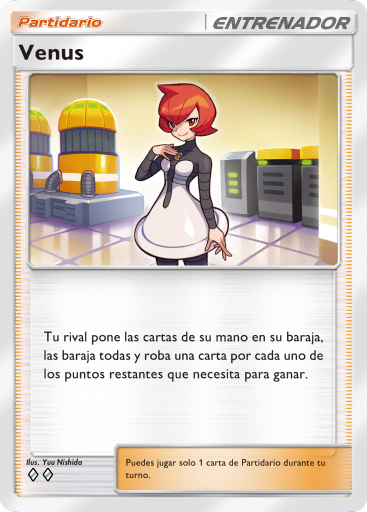 Partidario
ENTRENADOR
Venus
Tu rival pone las cartas de su mano en su baraja,
las baraja todas y roba una carta por cada uno de
los puntos restantes que necesita para ganar.
Ilus. Yuu Nishida
Puedes jugar solo 1 carta de Partidario durante tu
turno.